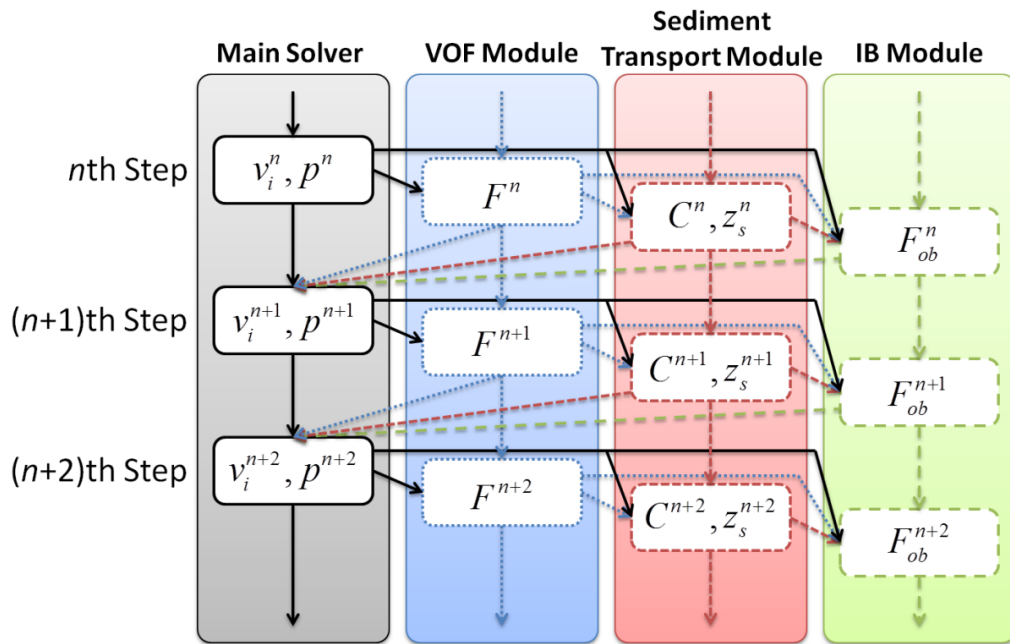 Main Solver
VOF Module
Sediment
Transport Module
IB Module
nth Step
v_i^n, p^n
F^n
C^n, z_s^n
F_ob^n
(n+1)th Step
v_i^{n+1}, p^{n+1}
F^{n+1}
C^{n+1}, z_s^{n+1}
F_ob^{n+1}
(n+2)th Step
v_i^{n+2}, p^{n+2}
F^{n+2}
C^{n+2}, z_s^{n+2}
F_ob^{n+2}